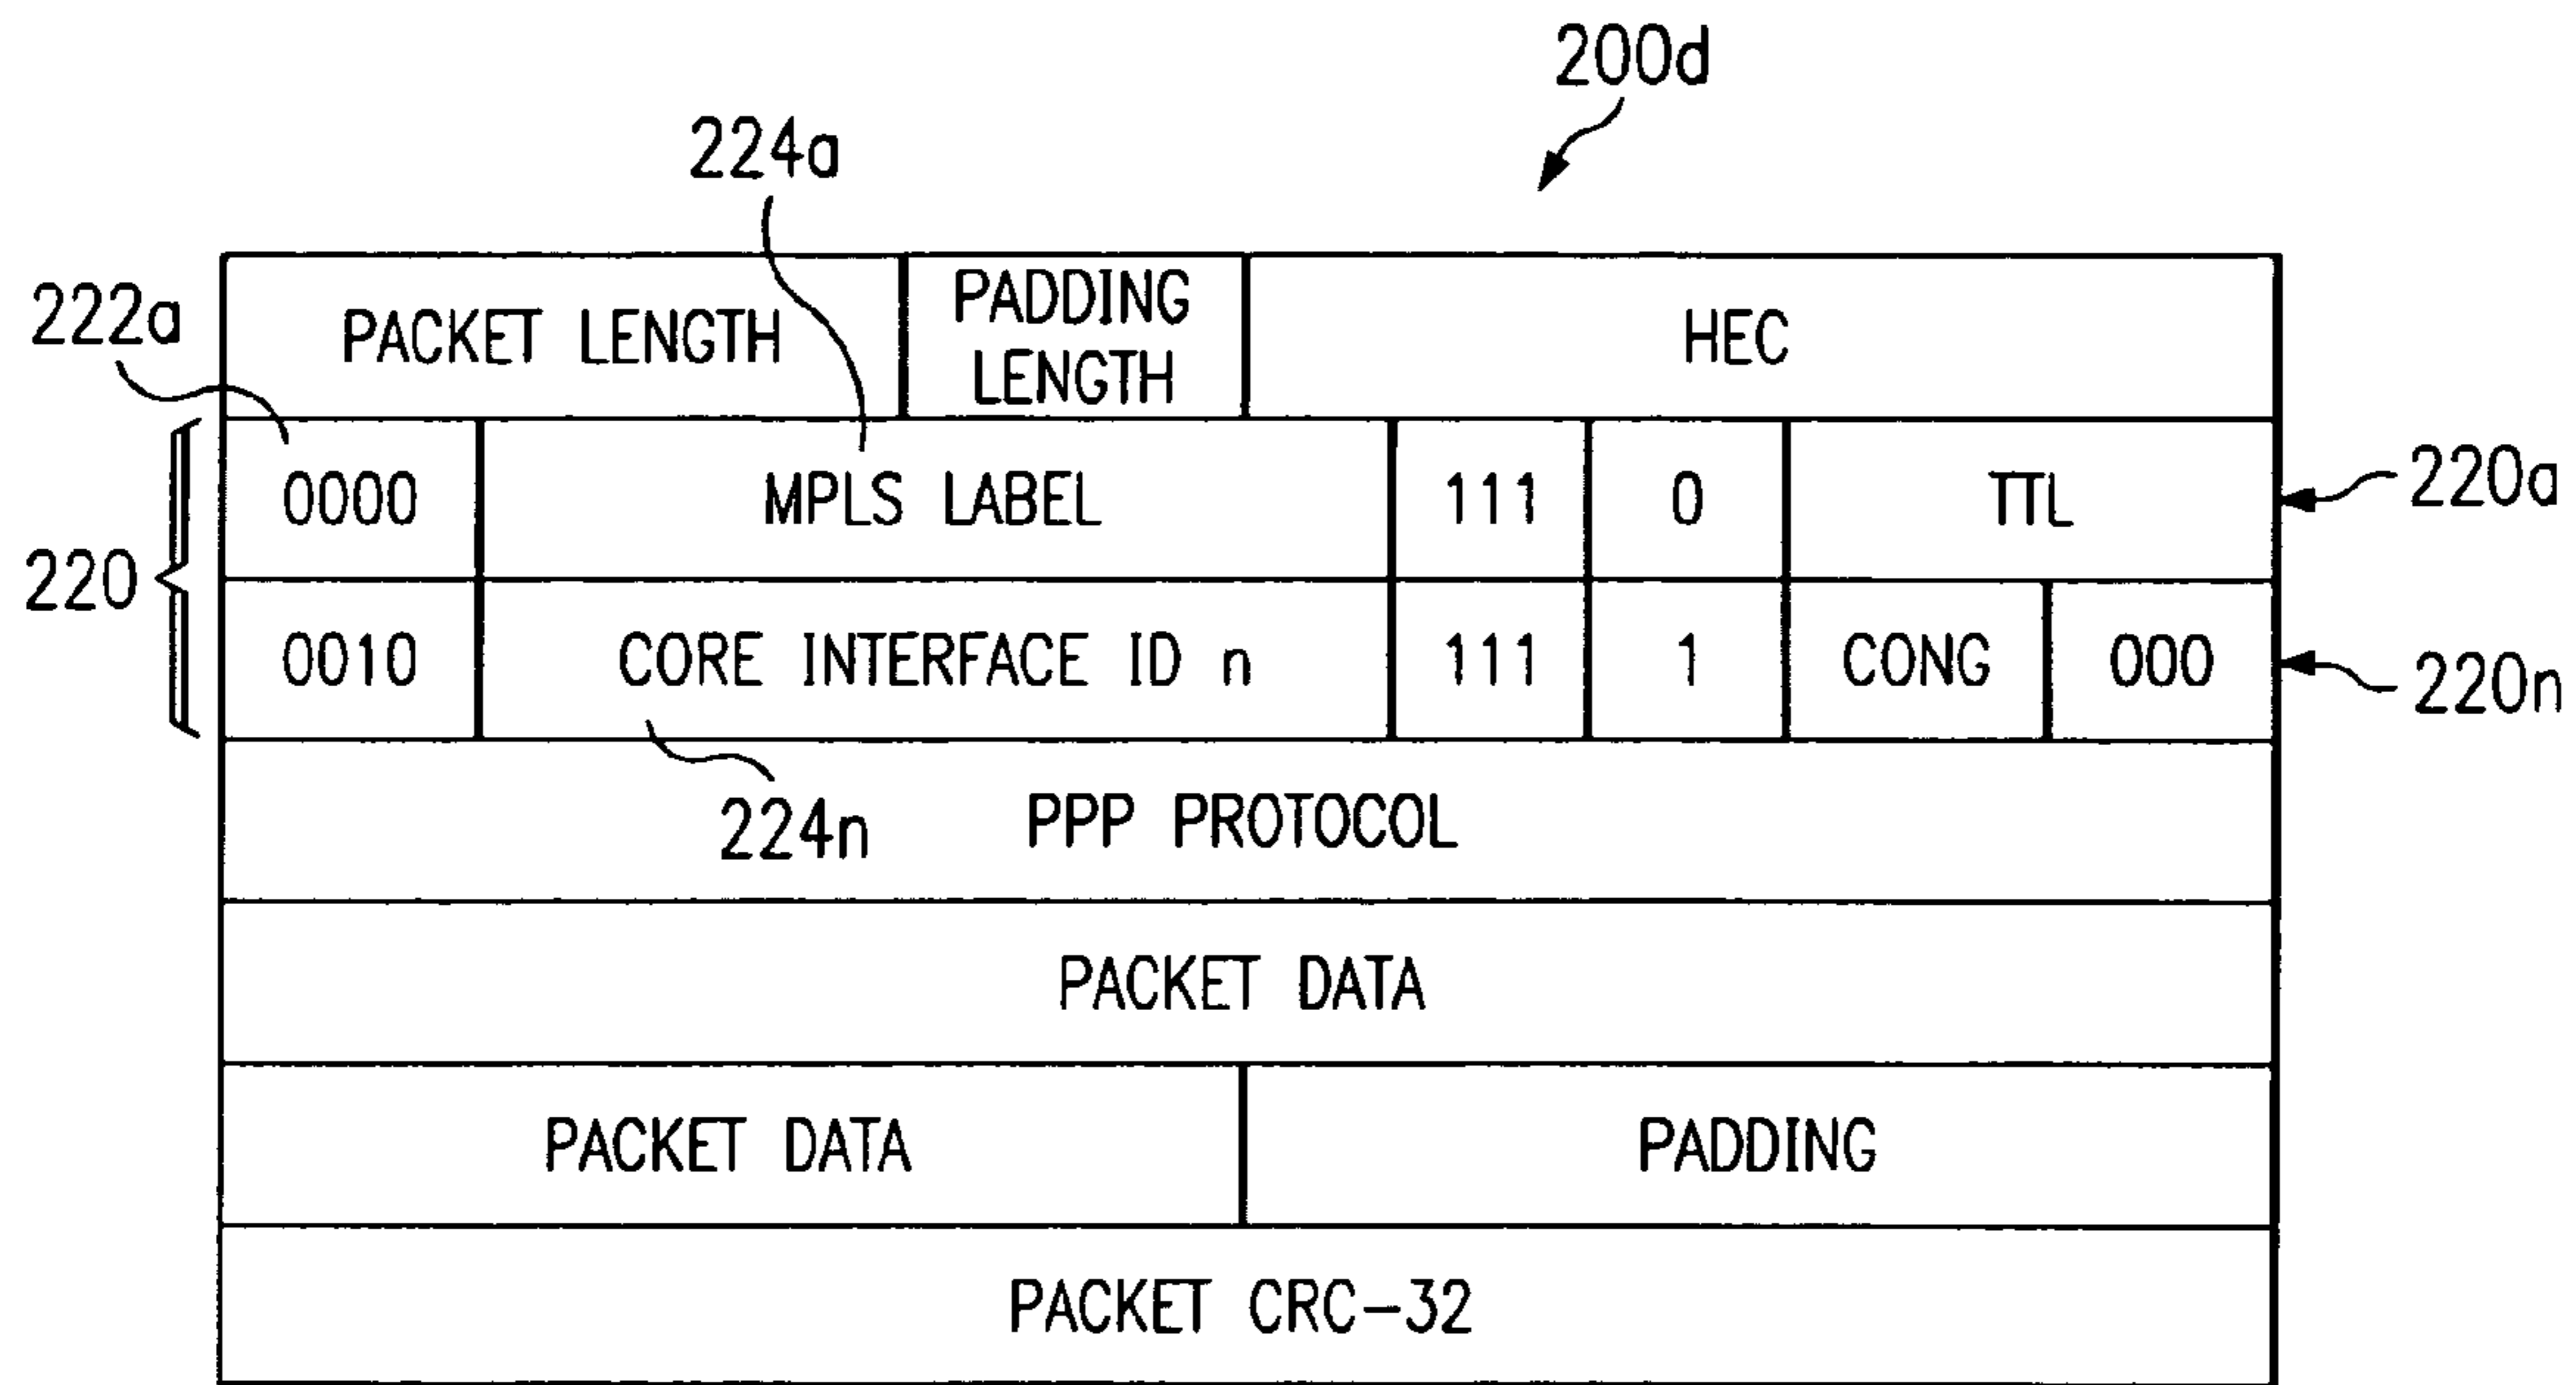 200d
224a
222a
PACKET LENGTH
PADDING
LENGTH
HEC
220
0000
MPLS LABEL
111
0
TTL
220a
0010
CORE INTERFACE ID n
111
1
CONG
000
220n
224n
PPP PROTOCOL
PACKET DATA
PACKET DATA
PADDING
PACKET CRC-32